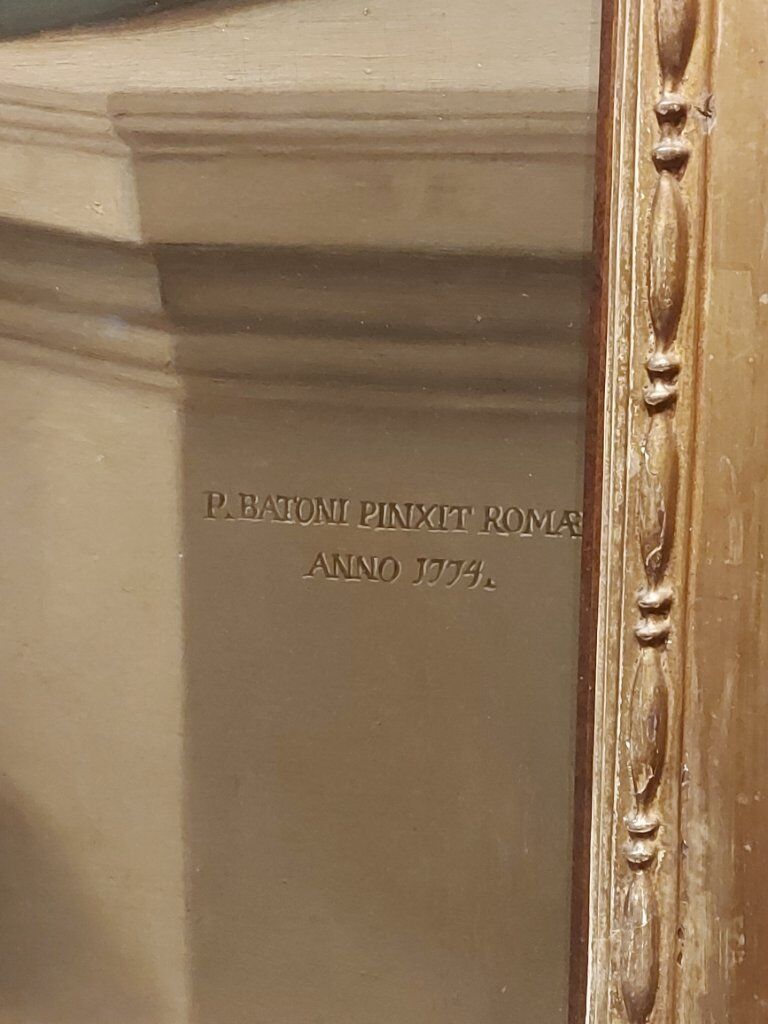 P. BATONI PINXIT ROMÆ
ANNO 1774.